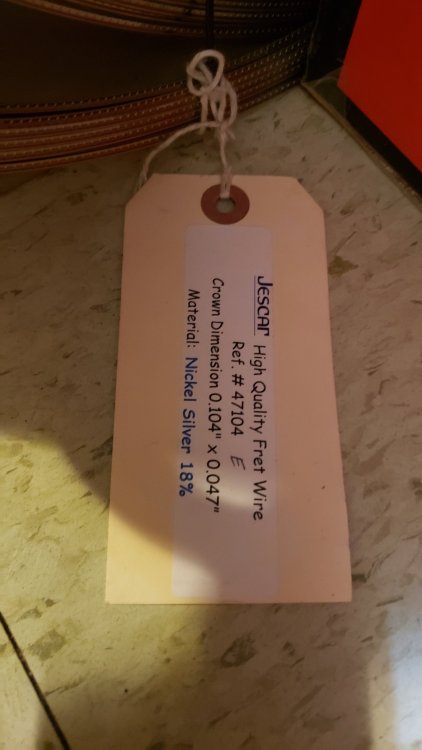 Jescar High Quality Fret Wire
Ref. # 47104 E
Crown Dimension 0.104" x 0.047"
Material: Nickel Silver 18%